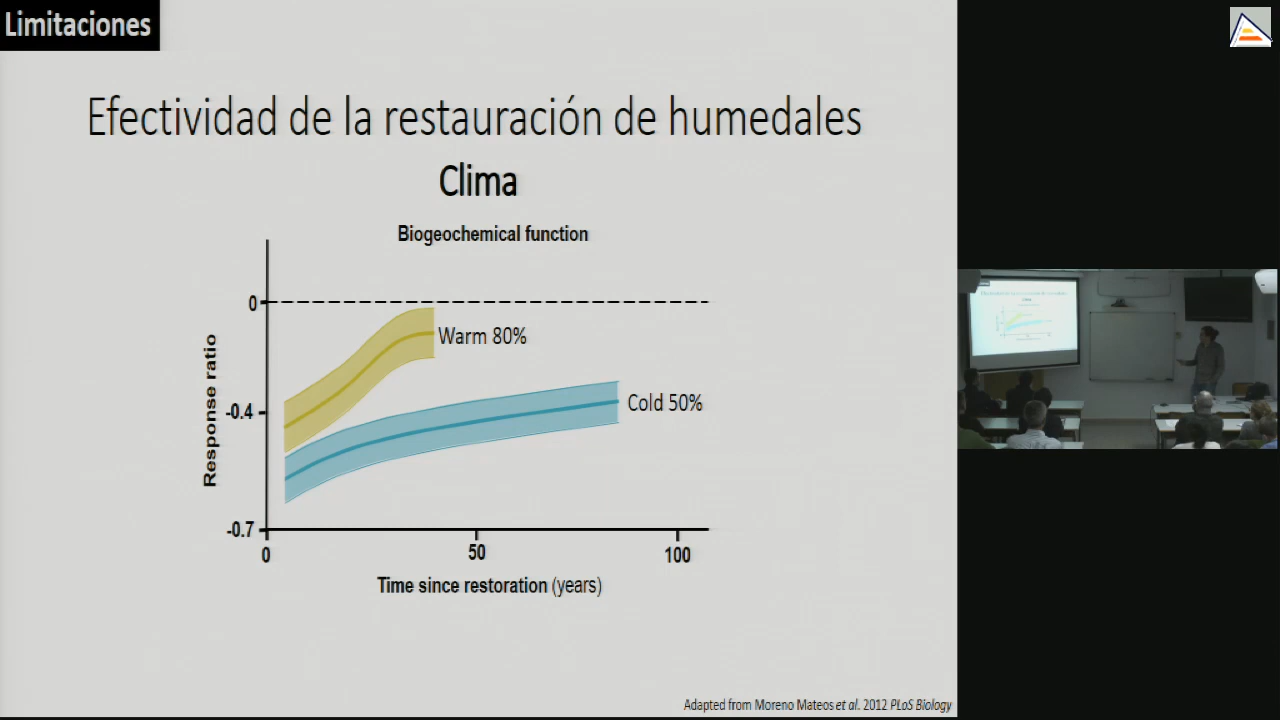 Limitaciones
Efectividad de la restauración de humedales
Clima
Biogeochemical function
0
Warm 80%
Cold 50%
-0.4
-0.7
Response ratio
0
50
100
Time since restoration (years)
Adapted from Moreno Mateos et al. 2012 PLoS Biology